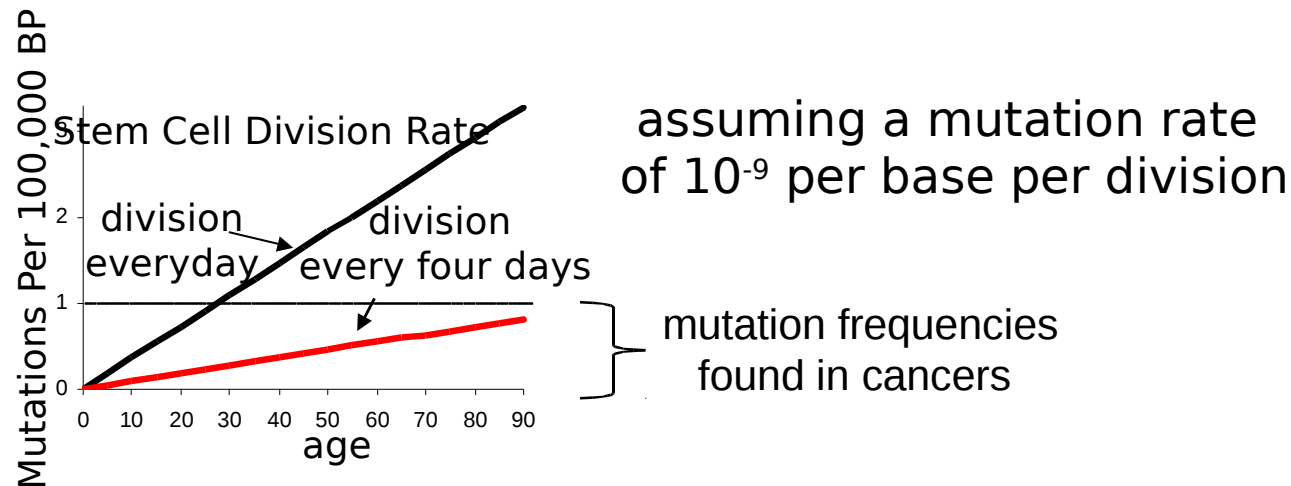 Mutations Per 100,000 BP
Stem Cell Division Rate
assuming a mutation rate
of 10-9 per base per division
3
2
1
0
division
everyday
division
every four days
mutation frequencies
found in cancers
0 10 20 30 40 50 60 70 80 90
age